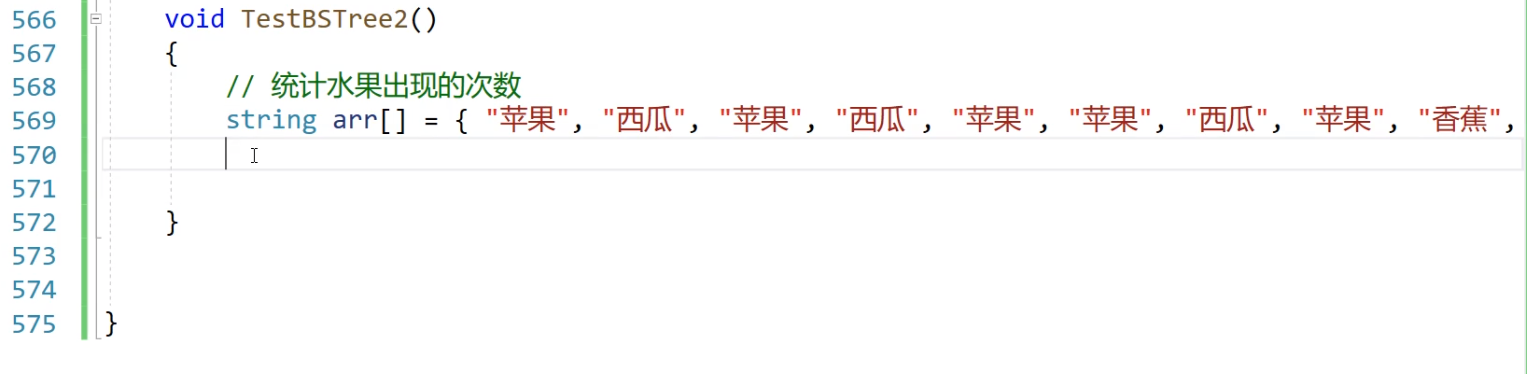 566 void TestBSTree2()
567 {
568 // 统计水果出现的次数
569 string arr[] = { "苹果", "西瓜", "苹果", "西瓜", "苹果", "苹果", "西瓜", "苹果", "香蕉",
570
571
572 }
573
574
575 }